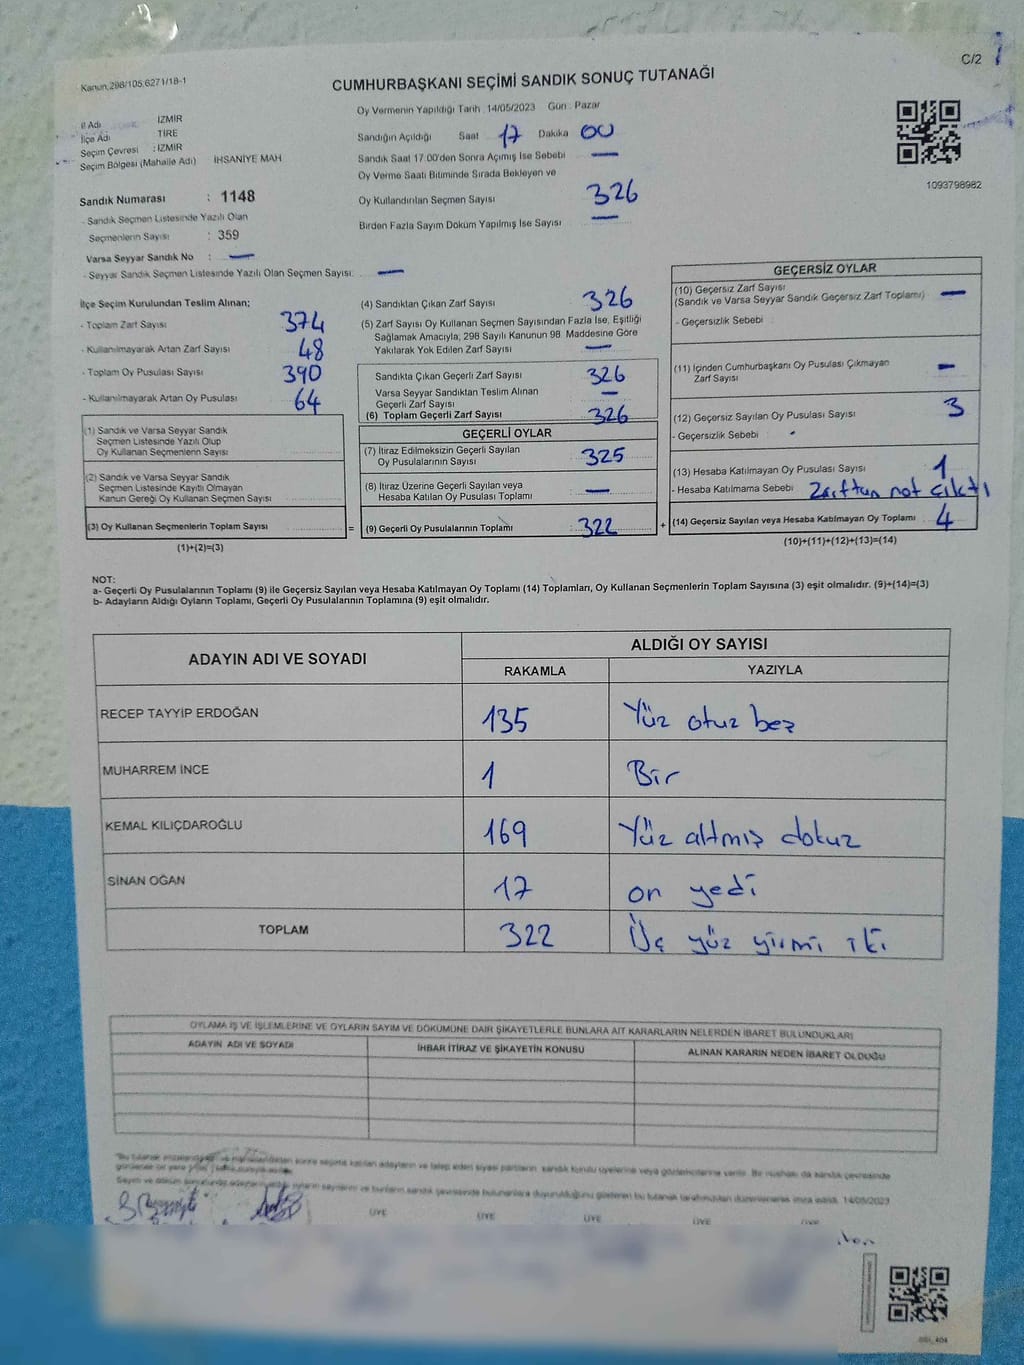 Kanun,298/105,6271/18-1
C/2
CUMHURBAŞKANI SEÇİMİ SANDIK SONUÇ TUTANAĞI
İl Adı : İZMİR
İlçe Adı : TİRE
Seçim Çevresi : İZMİR
Seçim Bölgesi (Mahalle Adı) İHSANİYE MAH
Sandık Numarası : 1148
- Sandık Seçmen Listesinde Yazılı Olan
Seçmenlerin Sayısı : 359
Varsa Seyyar Sandık No : —
- Seyyar Sandık Seçmen Listesinde Yazılı Olan Seçmen Sayısı: —
Oy Vermenin Yapıldığı Tarih 14/05/2023 Gün : Pazar
Sandığın Açıldığı Saat 17 Dakika 00
Sandık Saat 17:00'den Sonra Açmış İse Sebebi —
Oy Verme Saati Bitiminde Sırada Bekleyen ve
Oy Kullandırılan Seçmen Sayısı 326
Birden Fazla Sayım Döküm Yapılmış İse Sayısı —
1093798982
İlçe Seçim Kurulundan Teslim Alınan;
- Toplam Zarf Sayısı 374
- Kullanılmayarak Artan Zarf Sayısı 48
- Toplam Oy Pusulası Sayısı 390
- Kullanılmayarak Artan Oy Pusulası 64
(1) Sandık ve Varsa Seyyar Sandık
Seçmen Listesinde Yazılı Olup
Oy Kullanan Seçmenlerin Sayısı
(2) Sandık ve Varsa Seyyar Sandık
Seçmen Listesinde Kayıtlı Olmayan
Kanun Gereği Oy Kullanan Seçmen Sayısı
(3) Oy Kullanan Seçmenlerin Toplam Sayısı =
(1)+(2)=(3)
(4) Sandıktan Çıkan Zarf Sayısı 326
(5) Zarf Sayısı Oy Kullanan Seçmen Sayısından Fazla İse, Eşitliği
Sağlamak Amacıyla; 298 Sayılı Kanunun 98. Maddesine Göre
Yakılarak Yok Edilen Zarf Sayısı —
Sandıkta Çıkan Geçerli Zarf Sayısı 326
Varsa Seyyar Sandıktan Teslim Alınan
Geçerli Zarf Sayısı —
(6) Toplam Geçerli Zarf Sayısı 326
GEÇERLİ OYLAR
(7) İtiraz Edilmeksizin Geçerli Sayılan
Oy Pusulalarının Sayısı 325
(8) İtiraz Üzerine Geçerli Sayılan veya
Hesaba Katılan Oy Pusulası Toplamı —
(9) Geçerli Oy Pusulalarının Toplamı : 322 +
GEÇERSİZ OYLAR
(10) Geçersiz Zarf Sayısı
(Sandık ve Varsa Seyyar Sandık Geçersiz Zarf Toplamı) —
- Geçersizlik Sebebi :
(11) İçinden Cumhurbaşkanı Oy Pusulası Çıkmayan
Zarf Sayısı —
(12) Geçersiz Sayılan Oy Pusulası Sayısı 3
- Geçersizlik Sebebi :
(13) Hesaba Katılmayan Oy Pusulası Sayısı 1
- Hesaba Katılmama Sebebi : Zarftan not çıktı
(14) Geçersiz Sayılan veya Hesaba Katılmayan Oy Toplamı 4
(10)+(11)+(12)+(13)=(14)
NOT:
a- Geçerli Oy Pusulalarının Toplamı (9) ile Geçersiz Sayılan veya Hesaba Katılmayan Oy Toplamı (14) Toplamları, Oy Kullanan Seçmenlerin Toplam Sayısına (3) eşit olmalıdır. (9)+(14)=(3)
b- Adayların Aldığı Oyların Toplamı, Geçerli Oy Pusulalarının Toplamına (9) eşit olmalıdır.
ADAYIN ADI VE SOYADI ALDIĞI OY SAYISI
RAKAMLA YAZIYLA
RECEP TAYYİP ERDOĞAN 135 Yüz otuz beş
MUHARREM İNCE 1 Bir
KEMAL KILIÇDAROĞLU 169 Yüz altmış dokuz
SİNAN OĞAN 17 on yedi
TOPLAM 322 Üç yüz yirmi iki
OYLAMA İŞ VE İŞLEMLERİNE VE OYLARIN SAYIM VE DÖKÜMÜNE DAİR ŞİKAYETLERLE BUNLARA AİT KARARLARIN NELERDEN İBARET BULUNDUKLARI
ADAYIN ADI VE SOYADI İHBAR İTİRAZ VE ŞİKAYETİN KONUSU ALINAN KARARIN NEDEN İBARET OLDUĞU
sonra seçime katılan adayların ve talep eden siyasi partilerin sandık kurulu üyelerine veya gözlemcilerine verilir. Bir nüshası da sandık çevresinde
oyların sayımını ve bunların sandık çevresinde bulunanlara duyurulduğunu gösteren bu tutanak tarafımızdan düzenlenerek imza edildi. 14/05/2023
ÜYE ÜYE ÜYE ÜYE ÜYE